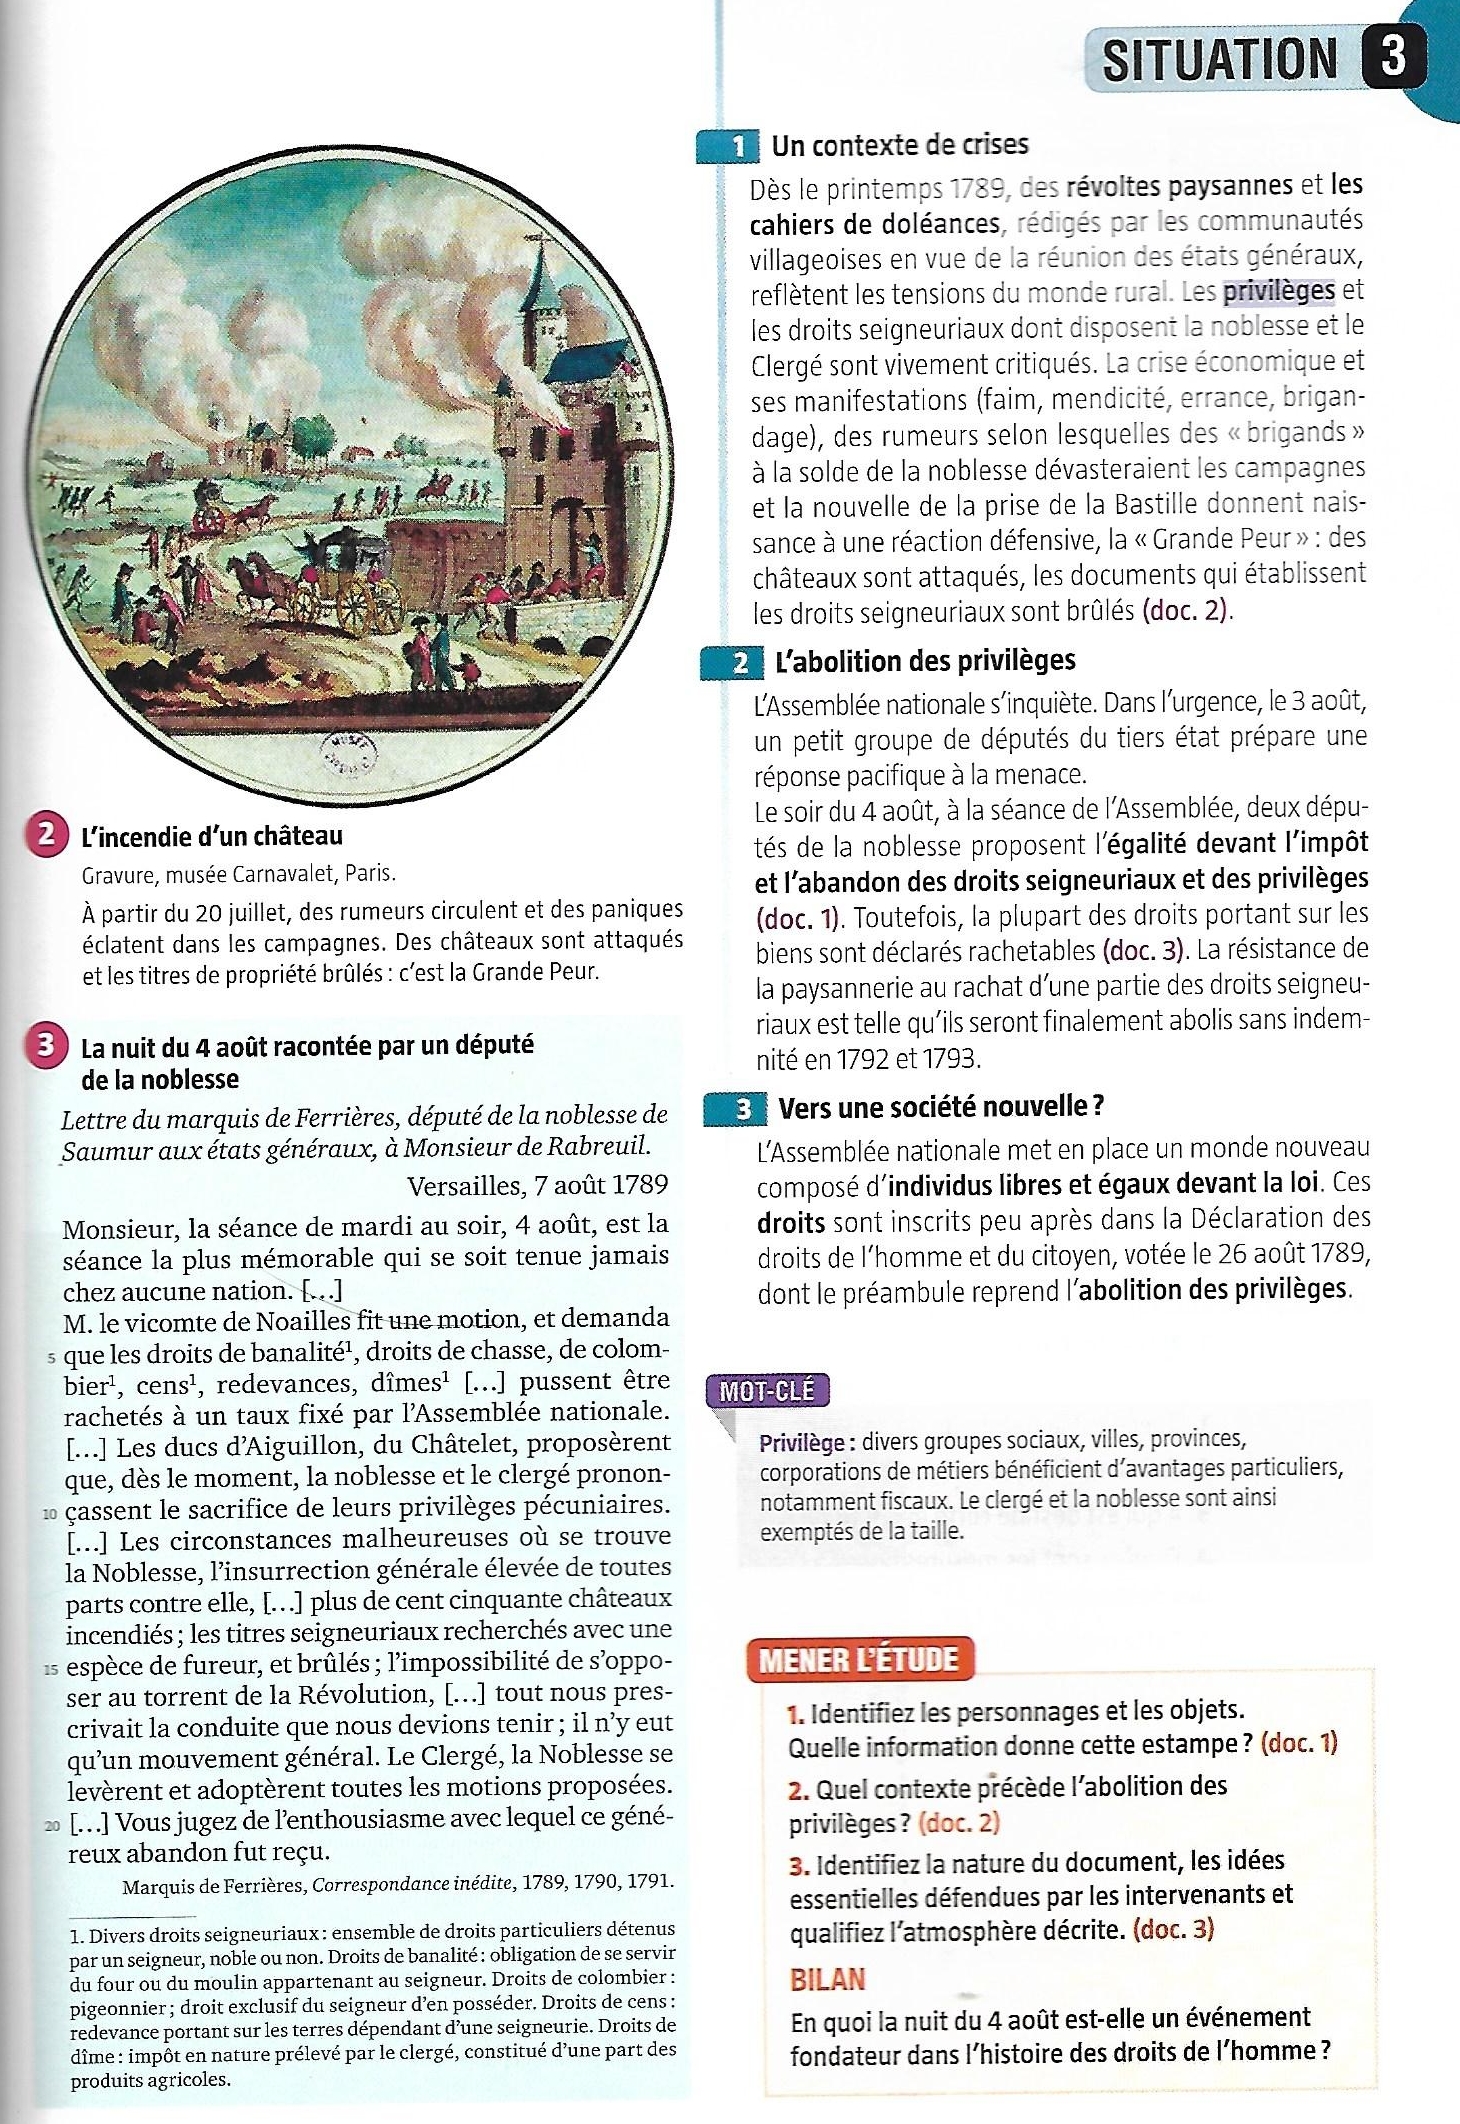 SITUATION 3
2 L'incendie d'un château
Gravure, musée Carnavalet, Paris.
À partir du 20 juillet, des rumeurs circulent et des paniques
éclatent dans les campagnes. Des châteaux sont attaqués
et les titres de propriété brûlés : c'est la Grande Peur.
3 La nuit du 4 août racontée par un député
de la noblesse
Lettre du marquis de Ferrières, député de la noblesse de
Saumur aux états généraux, à Monsieur de Rabreuil.
Versailles, 7 août 1789
Monsieur, la séance de mardi au soir, 4 août, est la
séance la plus mémorable qui se soit tenue jamais
chez aucune nation. [...]
M. le vicomte de Noailles fit une motion, et demanda
5 que les droits de banalité¹, droits de chasse, de colom-
bier¹, cens¹, redevances, dîmes¹ [...] pussent être
rachetés à un taux fixé par l'Assemblée nationale.
[...] Les ducs d'Aiguillon, du Châtelet, proposèrent
que, dès le moment, la noblesse et le clergé pronon-
10 çassent le sacrifice de leurs privilèges pécuniaires.
[...] Les circonstances malheureuses où se trouve
la Noblesse, l'insurrection générale élevée de toutes
parts contre elle, [...] plus de cent cinquante châteaux
incendiés ; les titres seigneuriaux recherchés avec une
15 espèce de fureur, et brûlés ; l'impossibilité de s'oppo-
ser au torrent de la Révolution, [...] tout nous pres-
crivait la conduite que nous devions tenir ; il n'y eut
qu'un mouvement général. Le Clergé, la Noblesse se
levèrent et adoptèrent toutes les motions proposées.
20 [...] Vous jugez de l'enthousiasme avec lequel ce géné-
reux abandon fut reçu.
Marquis de Ferrières, Correspondance inédite, 1789, 1790, 1791.
1. Divers droits seigneuriaux : ensemble de droits particuliers détenus
par un seigneur, noble ou non. Droits de banalité : obligation de se servir
du four ou du moulin appartenant au seigneur. Droits de colombier :
pigeonnier ; droit exclusif du seigneur d'en posséder. Droits de cens :
redevance portant sur les terres dépendant d'une seigneurie. Droits de
dîme : impôt en nature prélevé par le clergé, constitué d'une part des
produits agricoles.
1 Un contexte de crises
Dès le printemps 1789, des révoltes paysannes et les
cahiers de doléances, rédigés par les communautés
villageoises en vue de la réunion des états généraux,
reflètent les tensions du monde rural. Les privilèges et
les droits seigneuriaux dont disposent la noblesse et le
Clergé sont vivement critiqués. La crise économique et
ses manifestations (faim, mendicité, errance, brigan-
dage), des rumeurs selon lesquelles des « brigands »
à la solde de la noblesse dévasteraient les campagnes
et la nouvelle de la prise de la Bastille donnent nais-
sance à une réaction défensive, la « Grande Peur » : des
châteaux sont attaqués, les documents qui établissent
les droits seigneuriaux sont brûlés (doc. 2).
2 L'abolition des privilèges
L'Assemblée nationale s'inquiète. Dans l'urgence, le 3 août,
un petit groupe de députés du tiers état prépare une
réponse pacifique à la menace.
Le soir du 4 août, à la séance de l'Assemblée, deux dépu-
tés de la noblesse proposent l'égalité devant l'impôt
et l'abandon des droits seigneuriaux et des privilèges
(doc. 1). Toutefois, la plupart des droits portant sur les
biens sont déclarés rachetables (doc. 3). La résistance de
la paysannerie au rachat d'une partie des droits seigneu-
riaux est telle qu'ils seront finalement abolis sans indem-
nité en 1792 et 1793.
3 Vers une société nouvelle ?
L'Assemblée nationale met en place un monde nouveau
composé d'individus libres et égaux devant la loi. Ces
droits sont inscrits peu après dans la Déclaration des
droits de l'homme et du citoyen, votée le 26 août 1789,
dont le préambule reprend l'abolition des privilèges.
MOT-CLÉ
Privilège : divers groupes sociaux, villes, provinces,
corporations de métiers bénéficient d'avantages particuliers,
notamment fiscaux. Le clergé et la noblesse sont ainsi
exemptés de la taille.
MENER L'ÉTUDE
1. Identifiez les personnages et les objets.
Quelle information donne cette estampe ? (doc. 1)
2. Quel contexte précède l'abolition des
privilèges ? (doc. 2)
3. Identifiez la nature du document, les idées
essentielles défendues par les intervenants et
qualifiez l'atmosphère décrite. (doc. 3)
BILAN
En quoi la nuit du 4 août est-elle un événement
fondateur dans l'histoire des droits de l'homme ?